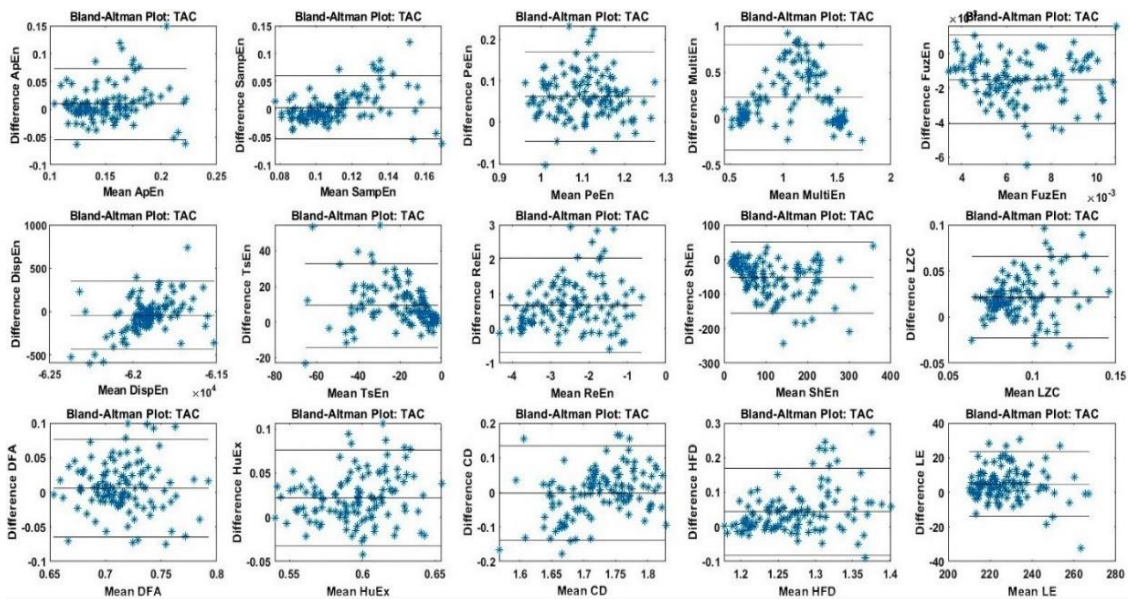 Bland-Altman Plot: TAC
Difference ApEn
0.15
0.1
0.05
0
-0.05
-0.1
0.1 0.15 0.2 0.25
Mean ApEn
Bland-Altman Plot: TAC
Difference SampEn
0.15
0.1
0.05
0
-0.05
-0.1
0.08 0.1 0.12 0.14 0.16
Mean SampEn
Bland-Altman Plot: TAC
Difference PeEn
0.2
0.1
0
-0.1
0.9 1 1.1 1.2 1.3
Mean PeEn
Bland-Altman Plot: TAC
Difference MultiEn
1
0.5
0
-0.5
0.5 1 1.5 2
Mean MultiEn
Bland-Altman Plot: TAC
Difference FuzEn
0
-2
-4
-6
4 6 8 10
Mean FuzEn
×10-3
Bland-Altman Plot: TAC
Difference DispEn
1000
500
0
-500
-6.25 -6.2 -6.15
Mean DispEn
×104
Bland-Altman Plot: TAC
Difference TsEn
40
20
0
-20
-80 -60 -40 -20 0
Mean TsEn
Bland-Altman Plot: TAC
Difference ReEn
3
2
1
0
-1
-4 -3 -2 -1 0
Mean ReEn
Bland-Altman Plot: TAC
Difference ShEn
100
0
-100
-200
-300
0 100 200 300 400
Mean ShEn
Bland-Altman Plot: TAC
Difference LZC
0.1
0.05
0
-0.05
0.05 0.1 0.15
Mean LZC
Bland-Altman Plot: TAC
Difference DFA
0.1
0.05
0
-0.05
-0.1
0.65 0.7 0.75 0.8
Mean DFA
Bland-Altman Plot: TAC
Difference HuEx
0.1
0.05
0
-0.05
0.55 0.6 0.65
Mean HuEx
Bland-Altman Plot: TAC
Difference CD
0.2
0.1
0
-0.1
-0.2
1.6 1.7 1.8
Mean CD
Bland-Altman Plot: TAC
Difference HFD
0.3
0.2
0.1
0
-0.1
1.2 1.3 1.4
Mean HFD
Bland-Altman Plot: TAC
Difference LE
40
20
0
-20
-40
200 220 240 260 280
Mean LE